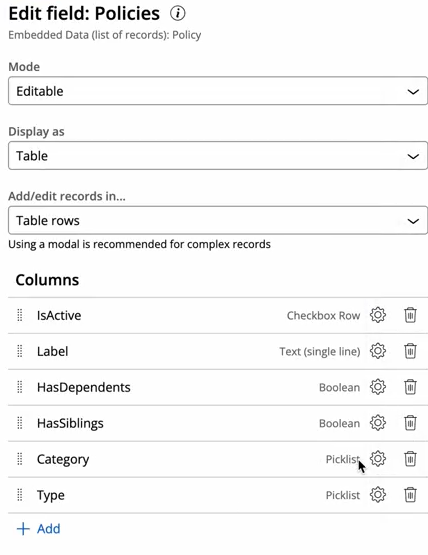 Edit field: Policies
Embedded Data (list of records): Policy
Mode
Editable
Display as
Table
Add/edit records in...
Table rows
Using a modal is recommended for complex records
Columns
IsActive Checkbox Row
Label Text (single line)
HasDependents Boolean
HasSiblings Boolean
Category Picklist
Type Picklist
+ Add